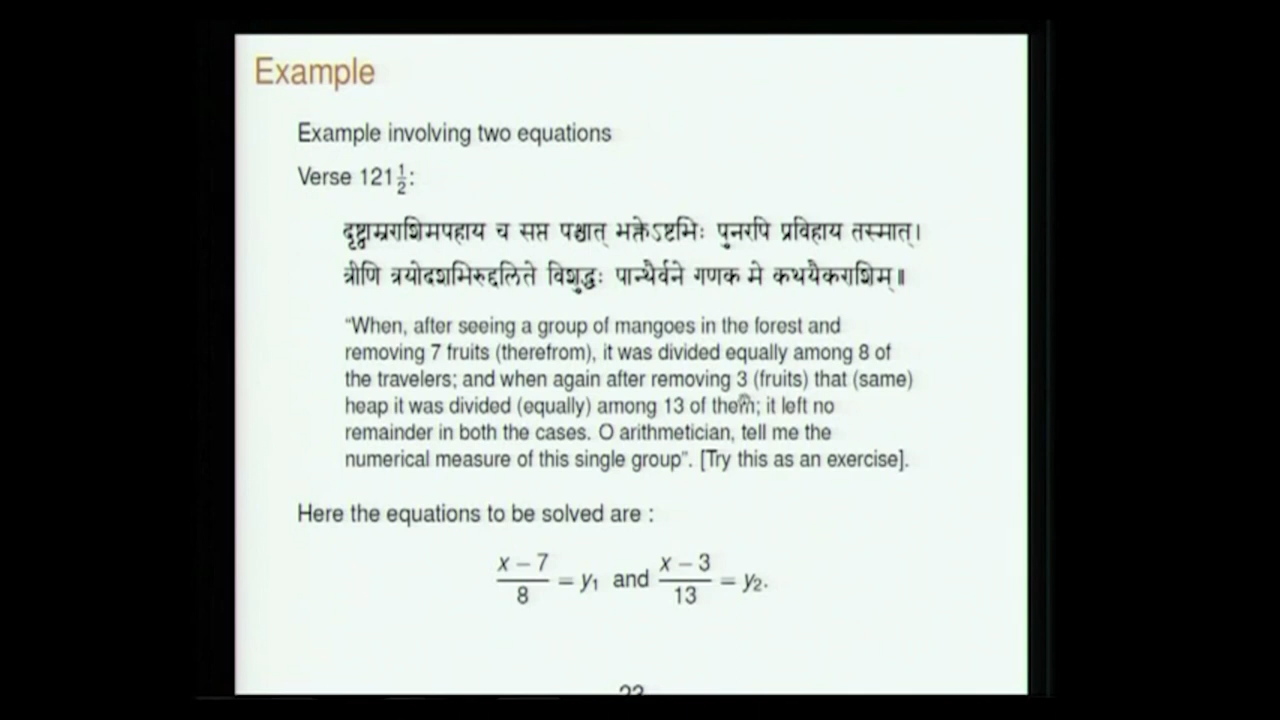 Example
Example involving two equations
Verse 121 1/2:
दृष्ट्वाम्रराशिमपहाय च सप्त पश्चात् भक्तेऽष्टभिः पुनरपि प्रविहाय तस्मात्।
त्रीणि त्रयोदशभिरुद्दलिते विशुद्धः पान्थैर्वने गणक मे कथयैकराशिम्॥
“When, after seeing a group of mangoes in the forest and
removing 7 fruits (therefrom), it was divided equally among 8 of
the travelers; and when again after removing 3 (fruits) that (same)
heap it was divided (equally) among 13 of them; it left no
remainder in both the cases. O arithmetician, tell me the
numerical measure of this single group”. [Try this as an exercise].
Here the equations to be solved are :
(x − 7)/8 = y₁ and (x − 3)/13 = y₂.